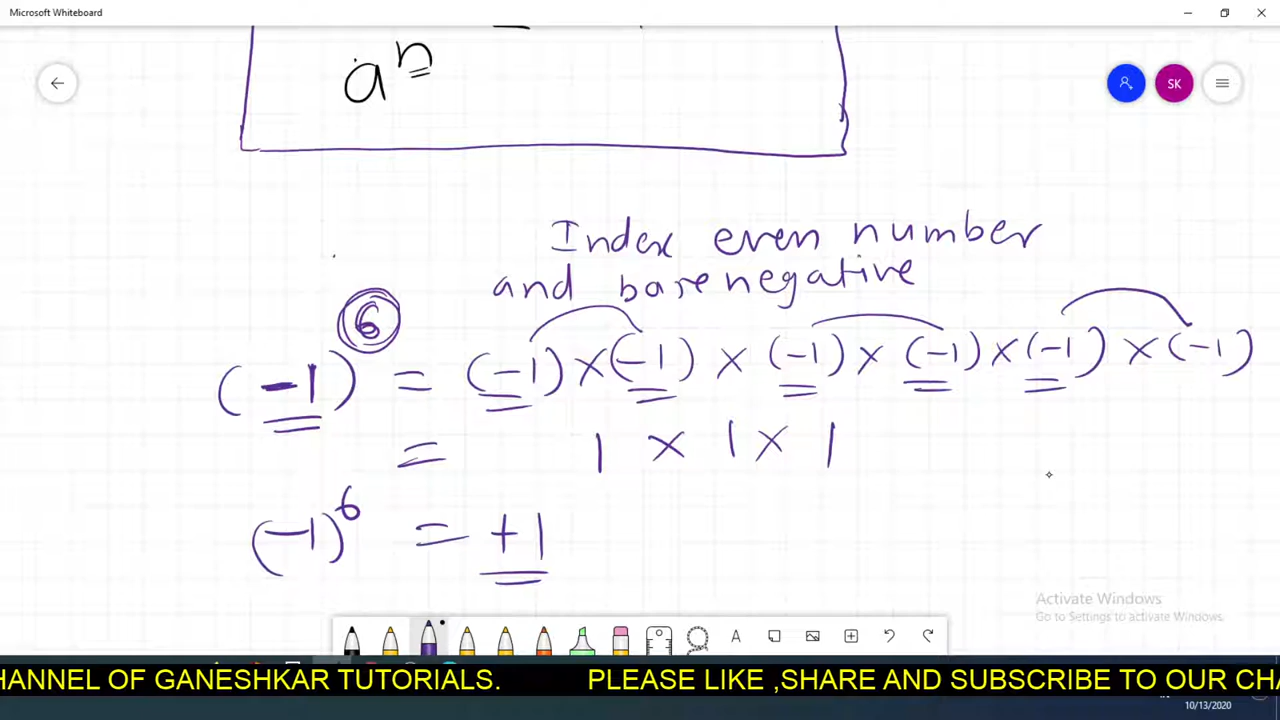 Microsoft Whiteboard
aⁿ
SK
Index even number
and base negative
(-1)⁶ = (-1) × (-1) × (-1) × (-1) × (-1) × (-1)
= 1 × 1 × 1
(-1)⁶ = +1
Activate Windows
Go to Settings to activate Windows.
A
HANNEL OF GANESHKAR TUTORIALS. PLEASE LIKE ,SHARE AND SUBSCRIBE TO OUR CHA
10/13/2020